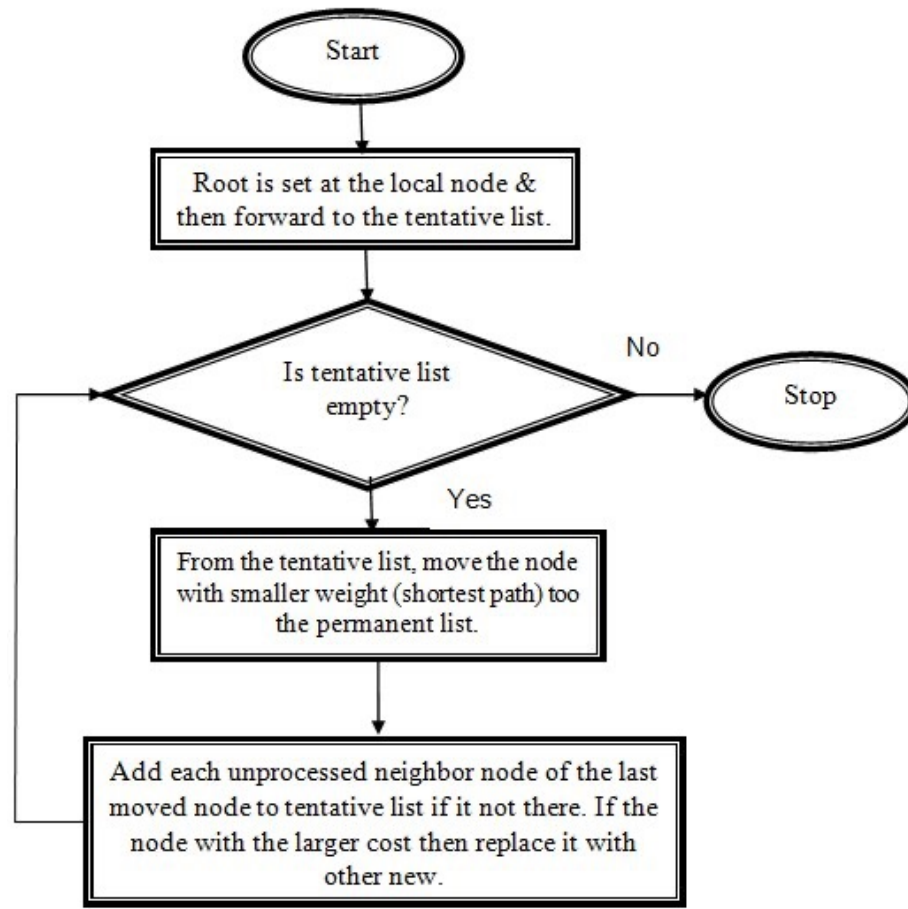 Start
Root is set at the local node &
then forward to the tentative list.
Is tentative list
empty?
No
Stop
Yes
From the tentative list, move the node
with smaller weight (shortest path) too
the permanent list.
Add each unprocessed neighbor node of the last
moved node to tentative list if it not there. If the
node with the larger cost then replace it with
other new.